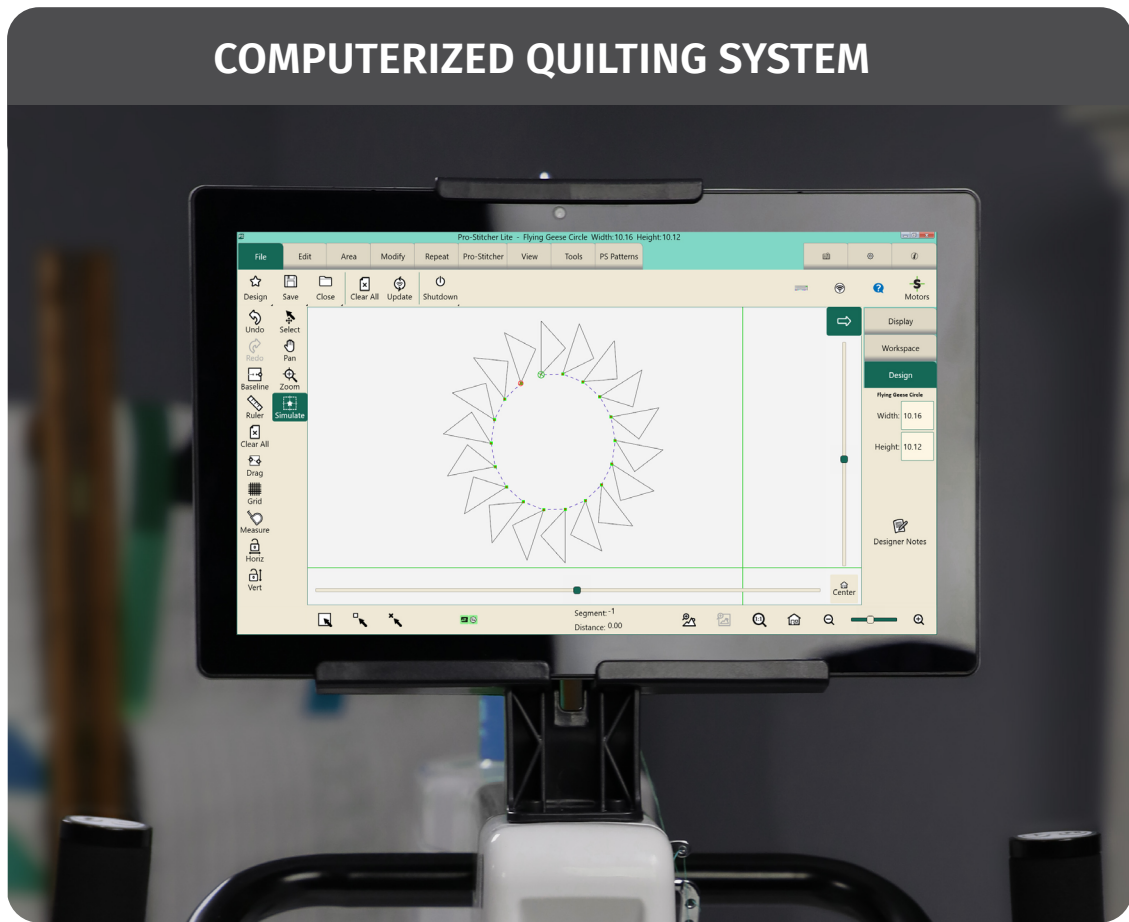 COMPUTERIZED QUILTING SYSTEM
Pro-Stitcher Lite - Flying Geese Circle Width:10.16 Height:10.12
File Edit Area Modify Repeat Pro-Stitcher View Tools PS Patterns
Design Save Close Clear All Update Shutdown Motors
Undo Select
Redo Pan
Baseline Zoom
Ruler Simulate
Clear All
Drag
Grid
Measure
Horiz
Vert
Display
Workspace
Design
Flying Geese Circle
Width: 10.16
Height: 10.12
Designer Notes
Center
Segment: -1
Distance: 0.00
1:1